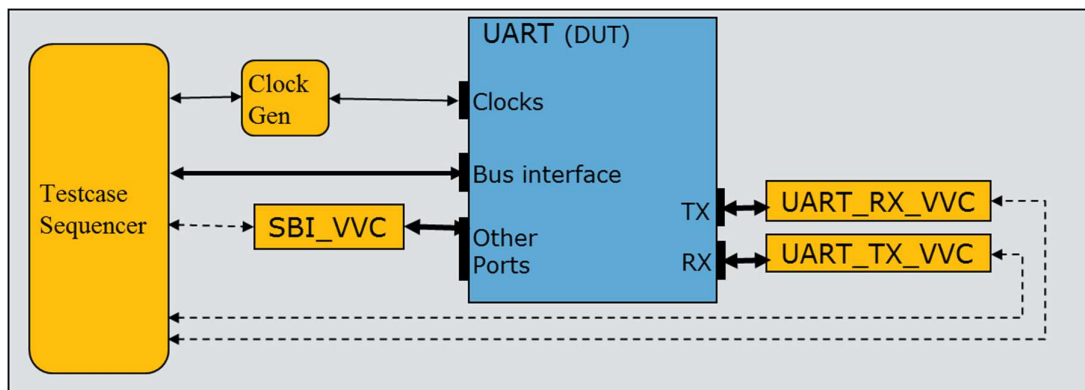 UART (DUT)
Clock
Gen
Clocks
Testcase
Sequencer
Bus interface
SBI_VVC
Other
Ports
TX
UART_RX_VVC
RX
UART_TX_VVC